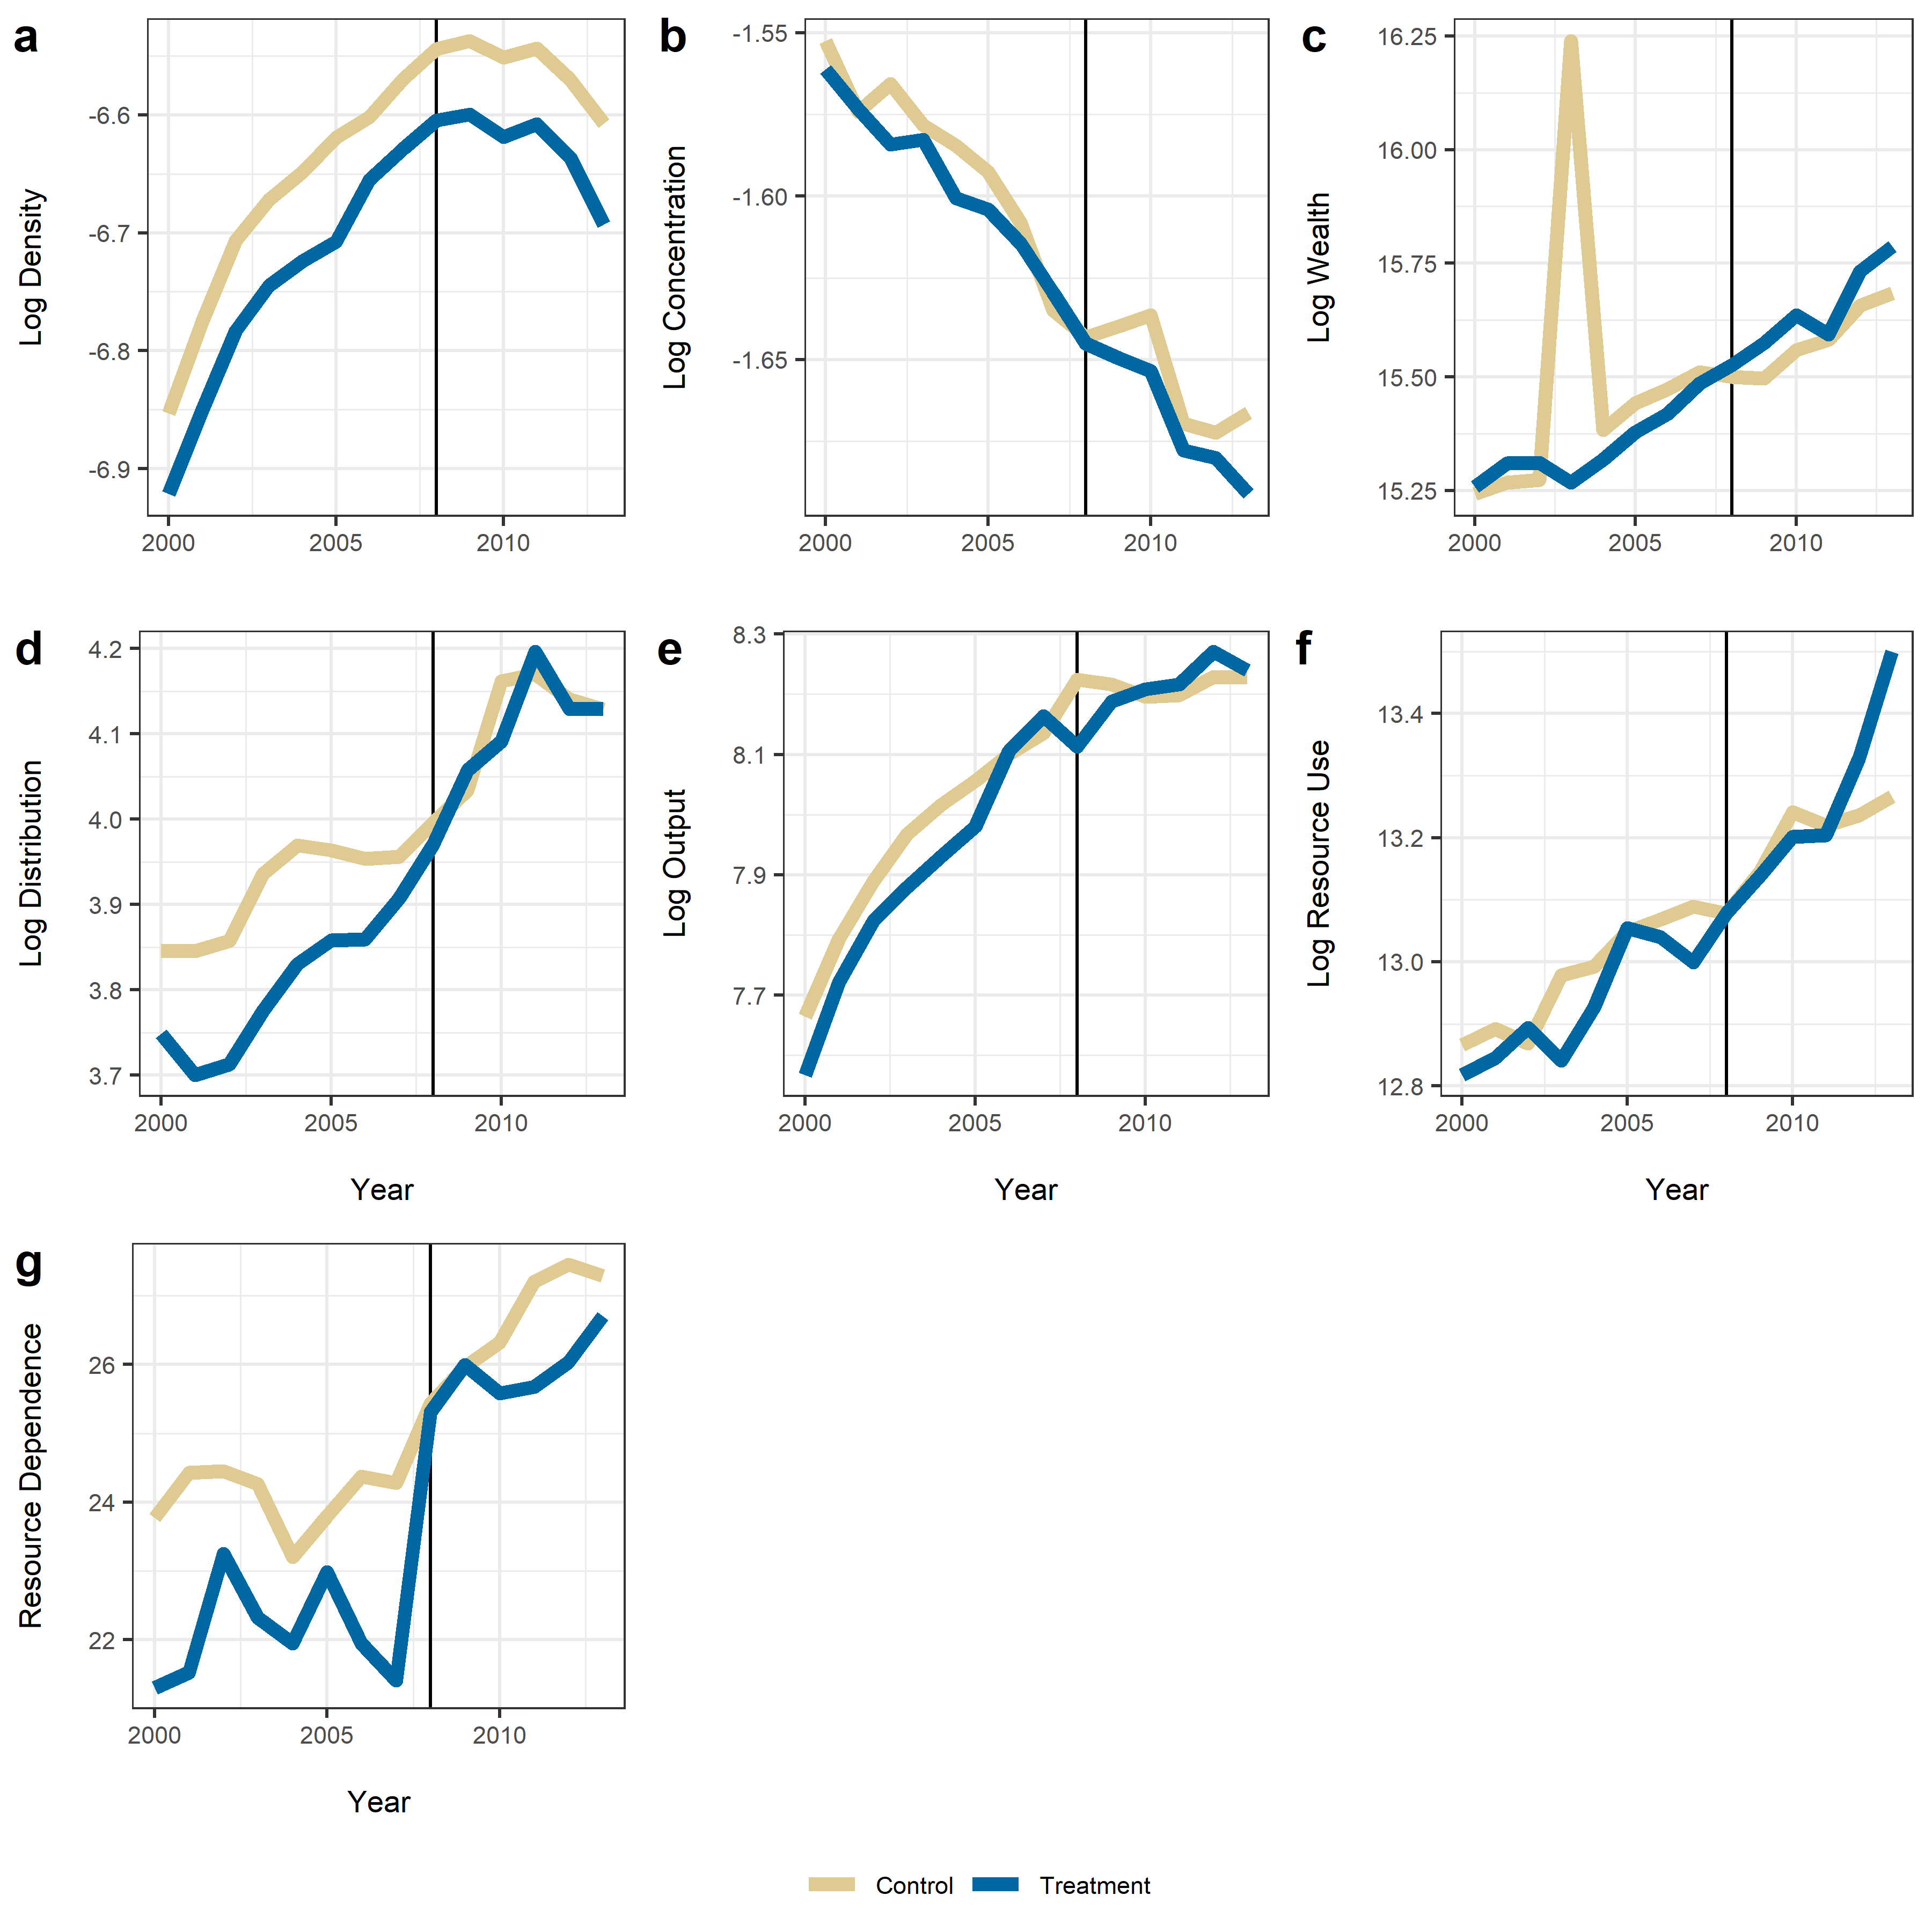 a
Log Density
-6.6
-6.7
-6.8
-6.9
2000 2005 2010
b
Log Concentration
-1.55
-1.60
-1.65
2000 2005 2010
c
Log Wealth
16.25
16.00
15.75
15.50
15.25
2000 2005 2010
d
Log Distribution
4.2
4.1
4.0
3.9
3.8
3.7
2000 2005 2010
Year
e
Log Output
8.3
8.1
7.9
7.7
2000 2005 2010
Year
f
Log Resource Use
13.4
13.2
13.0
12.8
2000 2005 2010
Year
g
Resource Dependence
26
24
22
2000 2005 2010
Year
Control Treatment